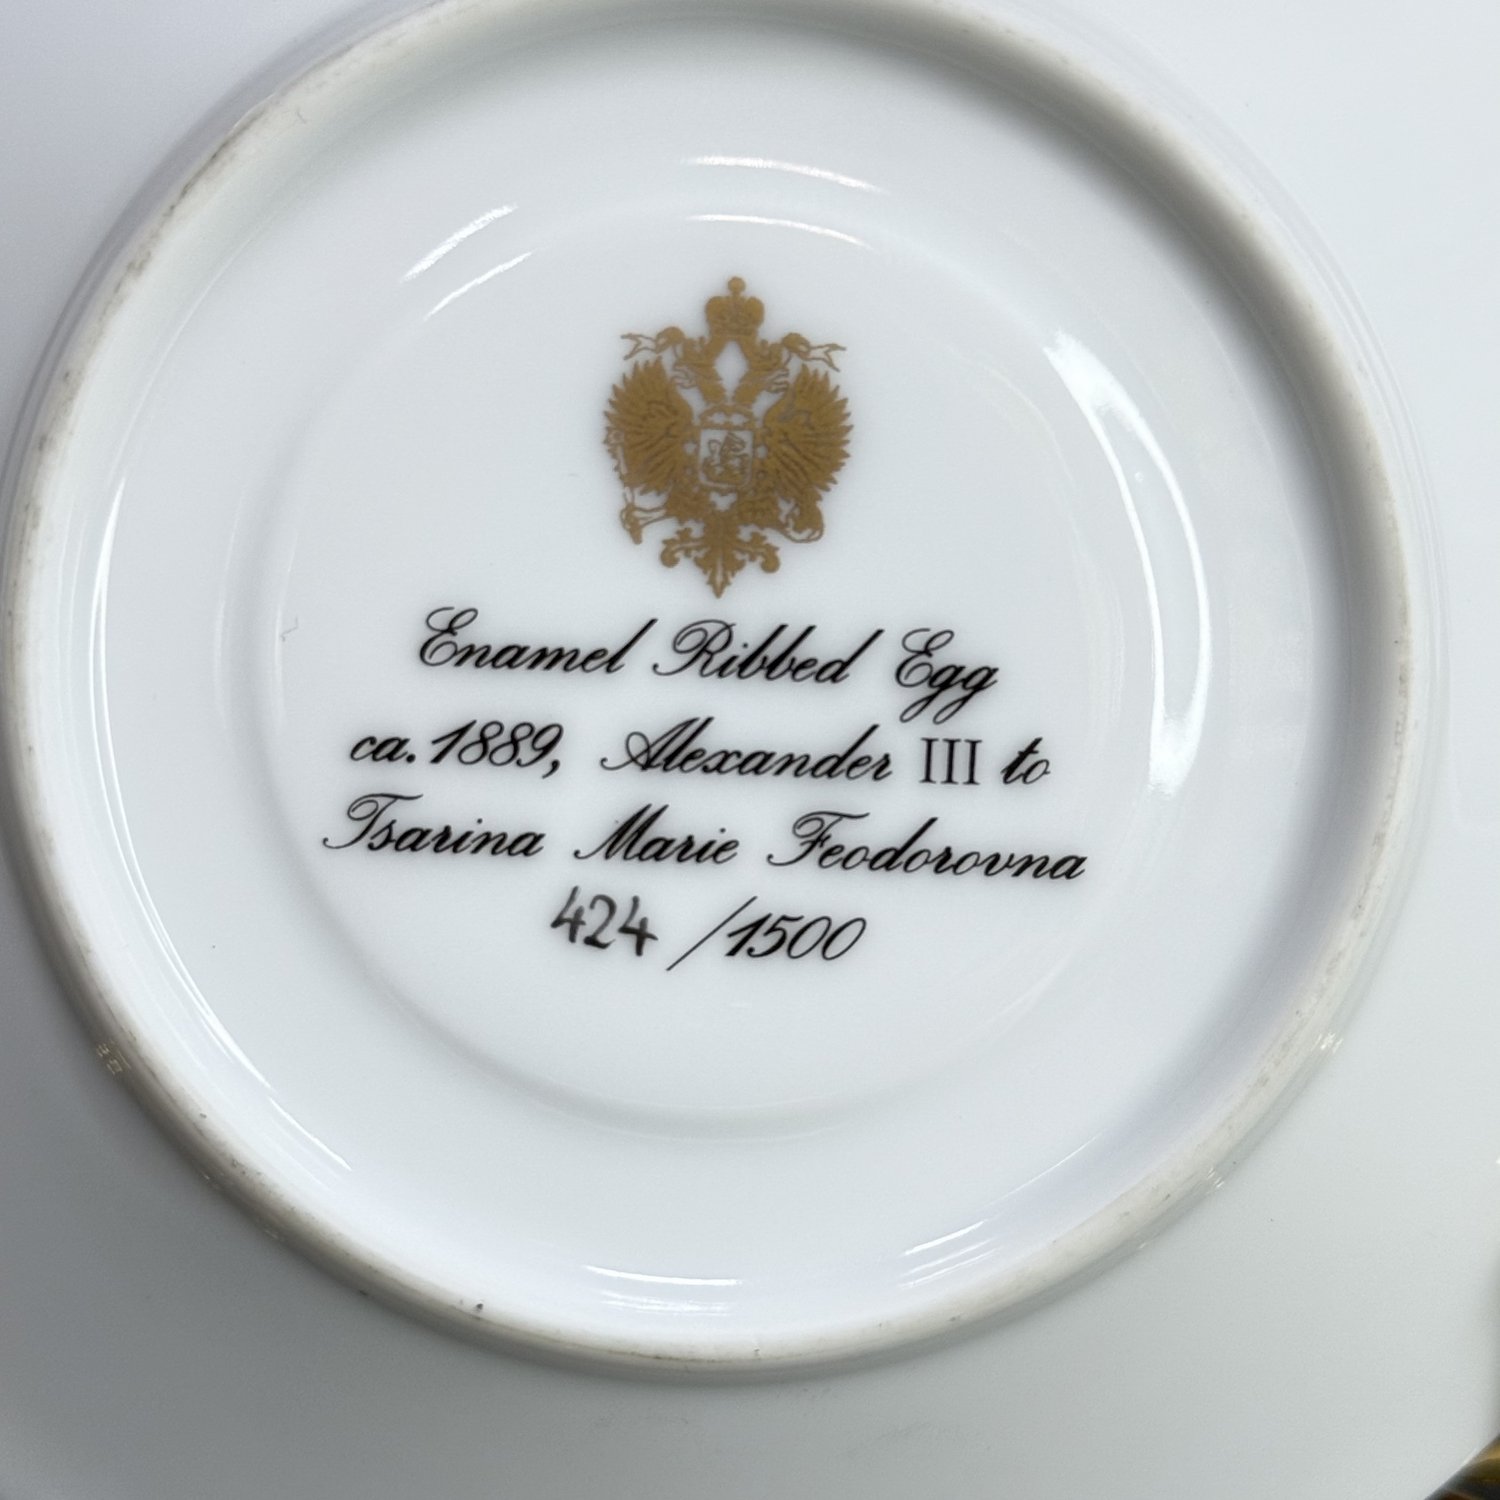 Enamel Ribbed Egg
ca. 1889, Alexander III to
Tsarina Marie Feodorovna
424 /1500